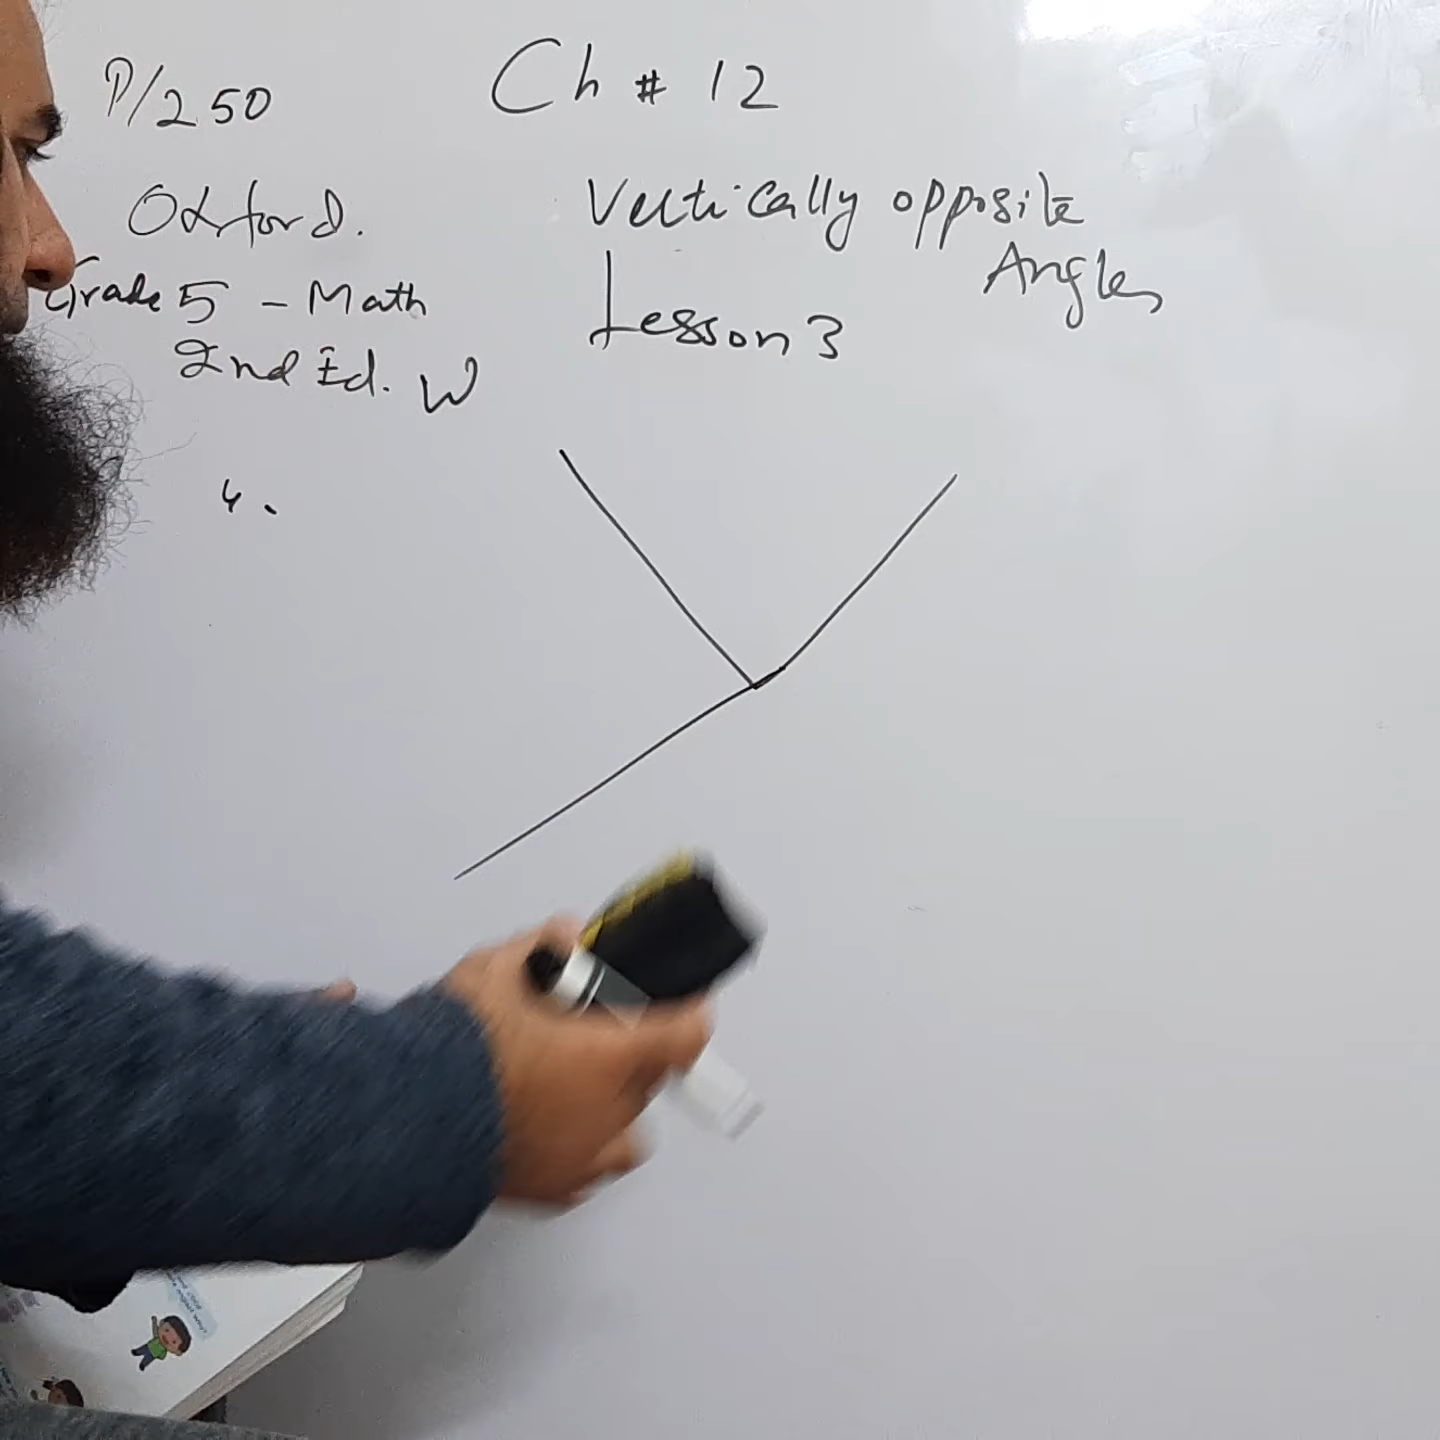 P/250
Ch # 12
Oxford.
Vertically opposite
Angles
Grade 5 - Math
Lesson 3
2nd Ed. W
4.